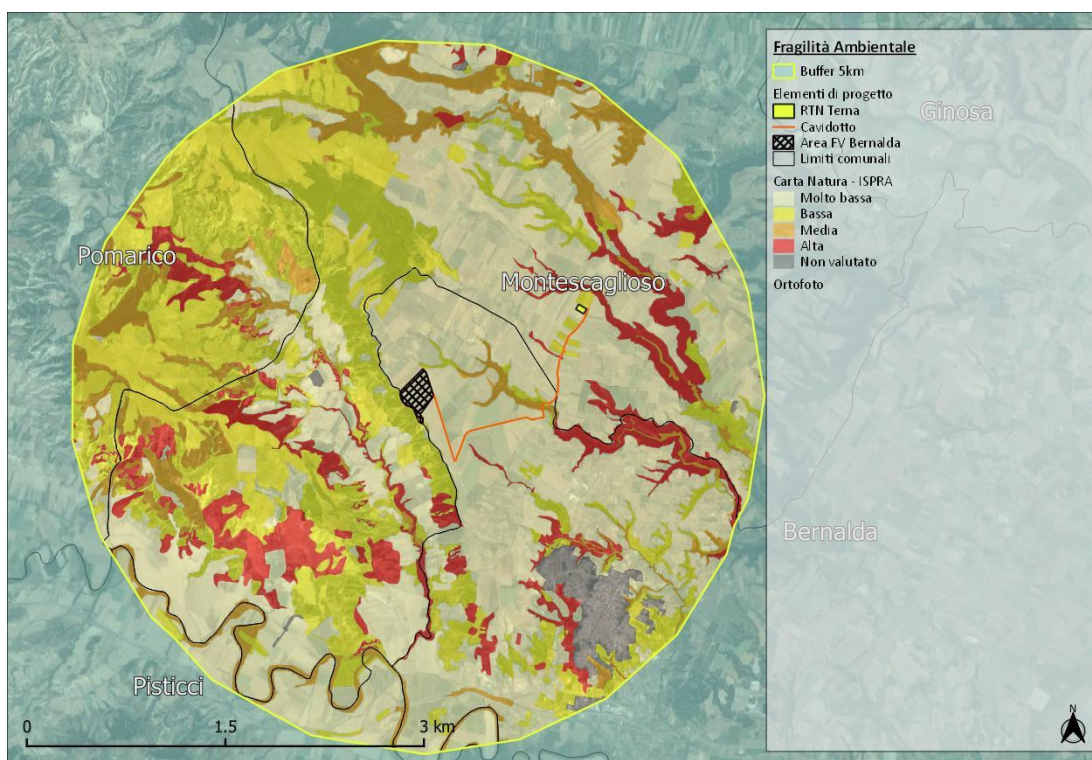 Fragilità Ambientale
Buffer 5km
Elementi di progetto
RTN Terna
Cavidotto
Area FV Bernalda
Limiti comunali
Carta Natura - ISPRA
Molto bassa
Bassa
Media
Alta
Non valutato
Ortofoto
Ginosa
Pomarico
Montescaglioso
Bernalda
Pisticci
0 1.5 3 km
N